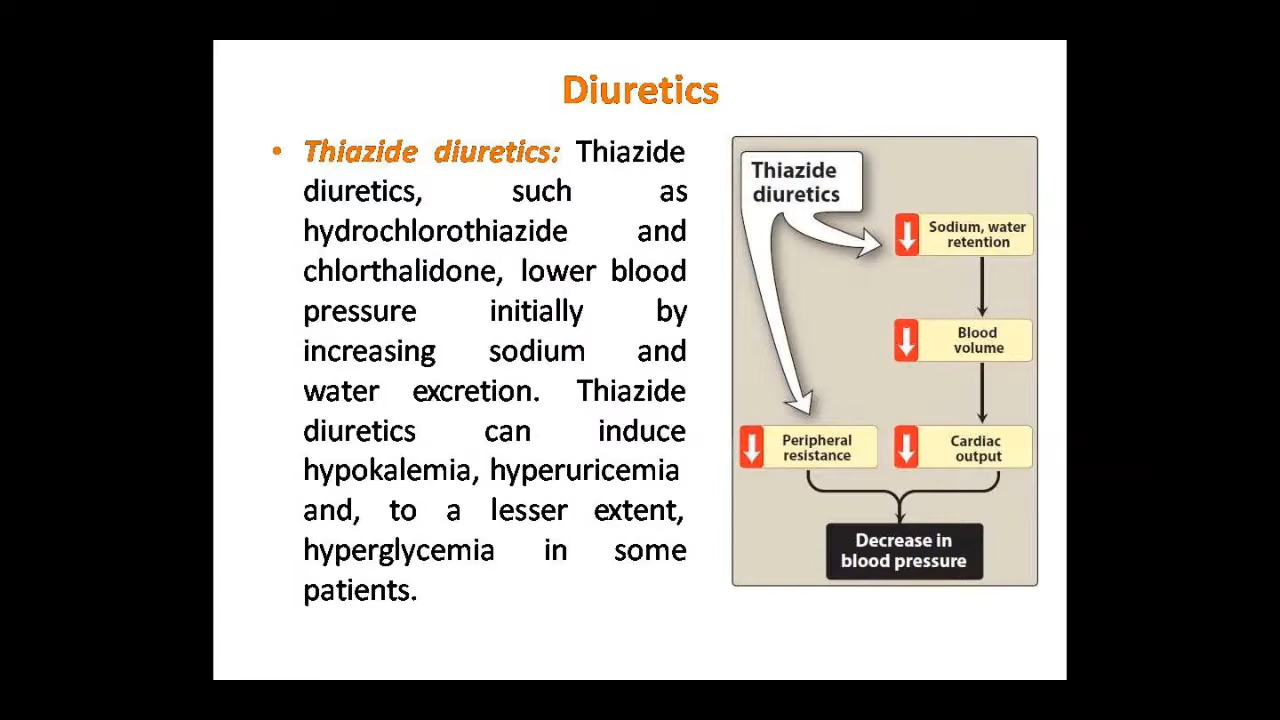 Diuretics
• Thiazide diuretics: Thiazide
diuretics, such as
hydrochlorothiazide and
chlorthalidone, lower blood
pressure initially by
increasing sodium and
water excretion. Thiazide
diuretics can induce
hypokalemia, hyperuricemia
and, to a lesser extent,
hyperglycemia in some
patients.
Thiazide
diuretics
Sodium, water
retention
Blood
volume
Peripheral
resistance
Cardiac
output
Decrease in
blood pressure